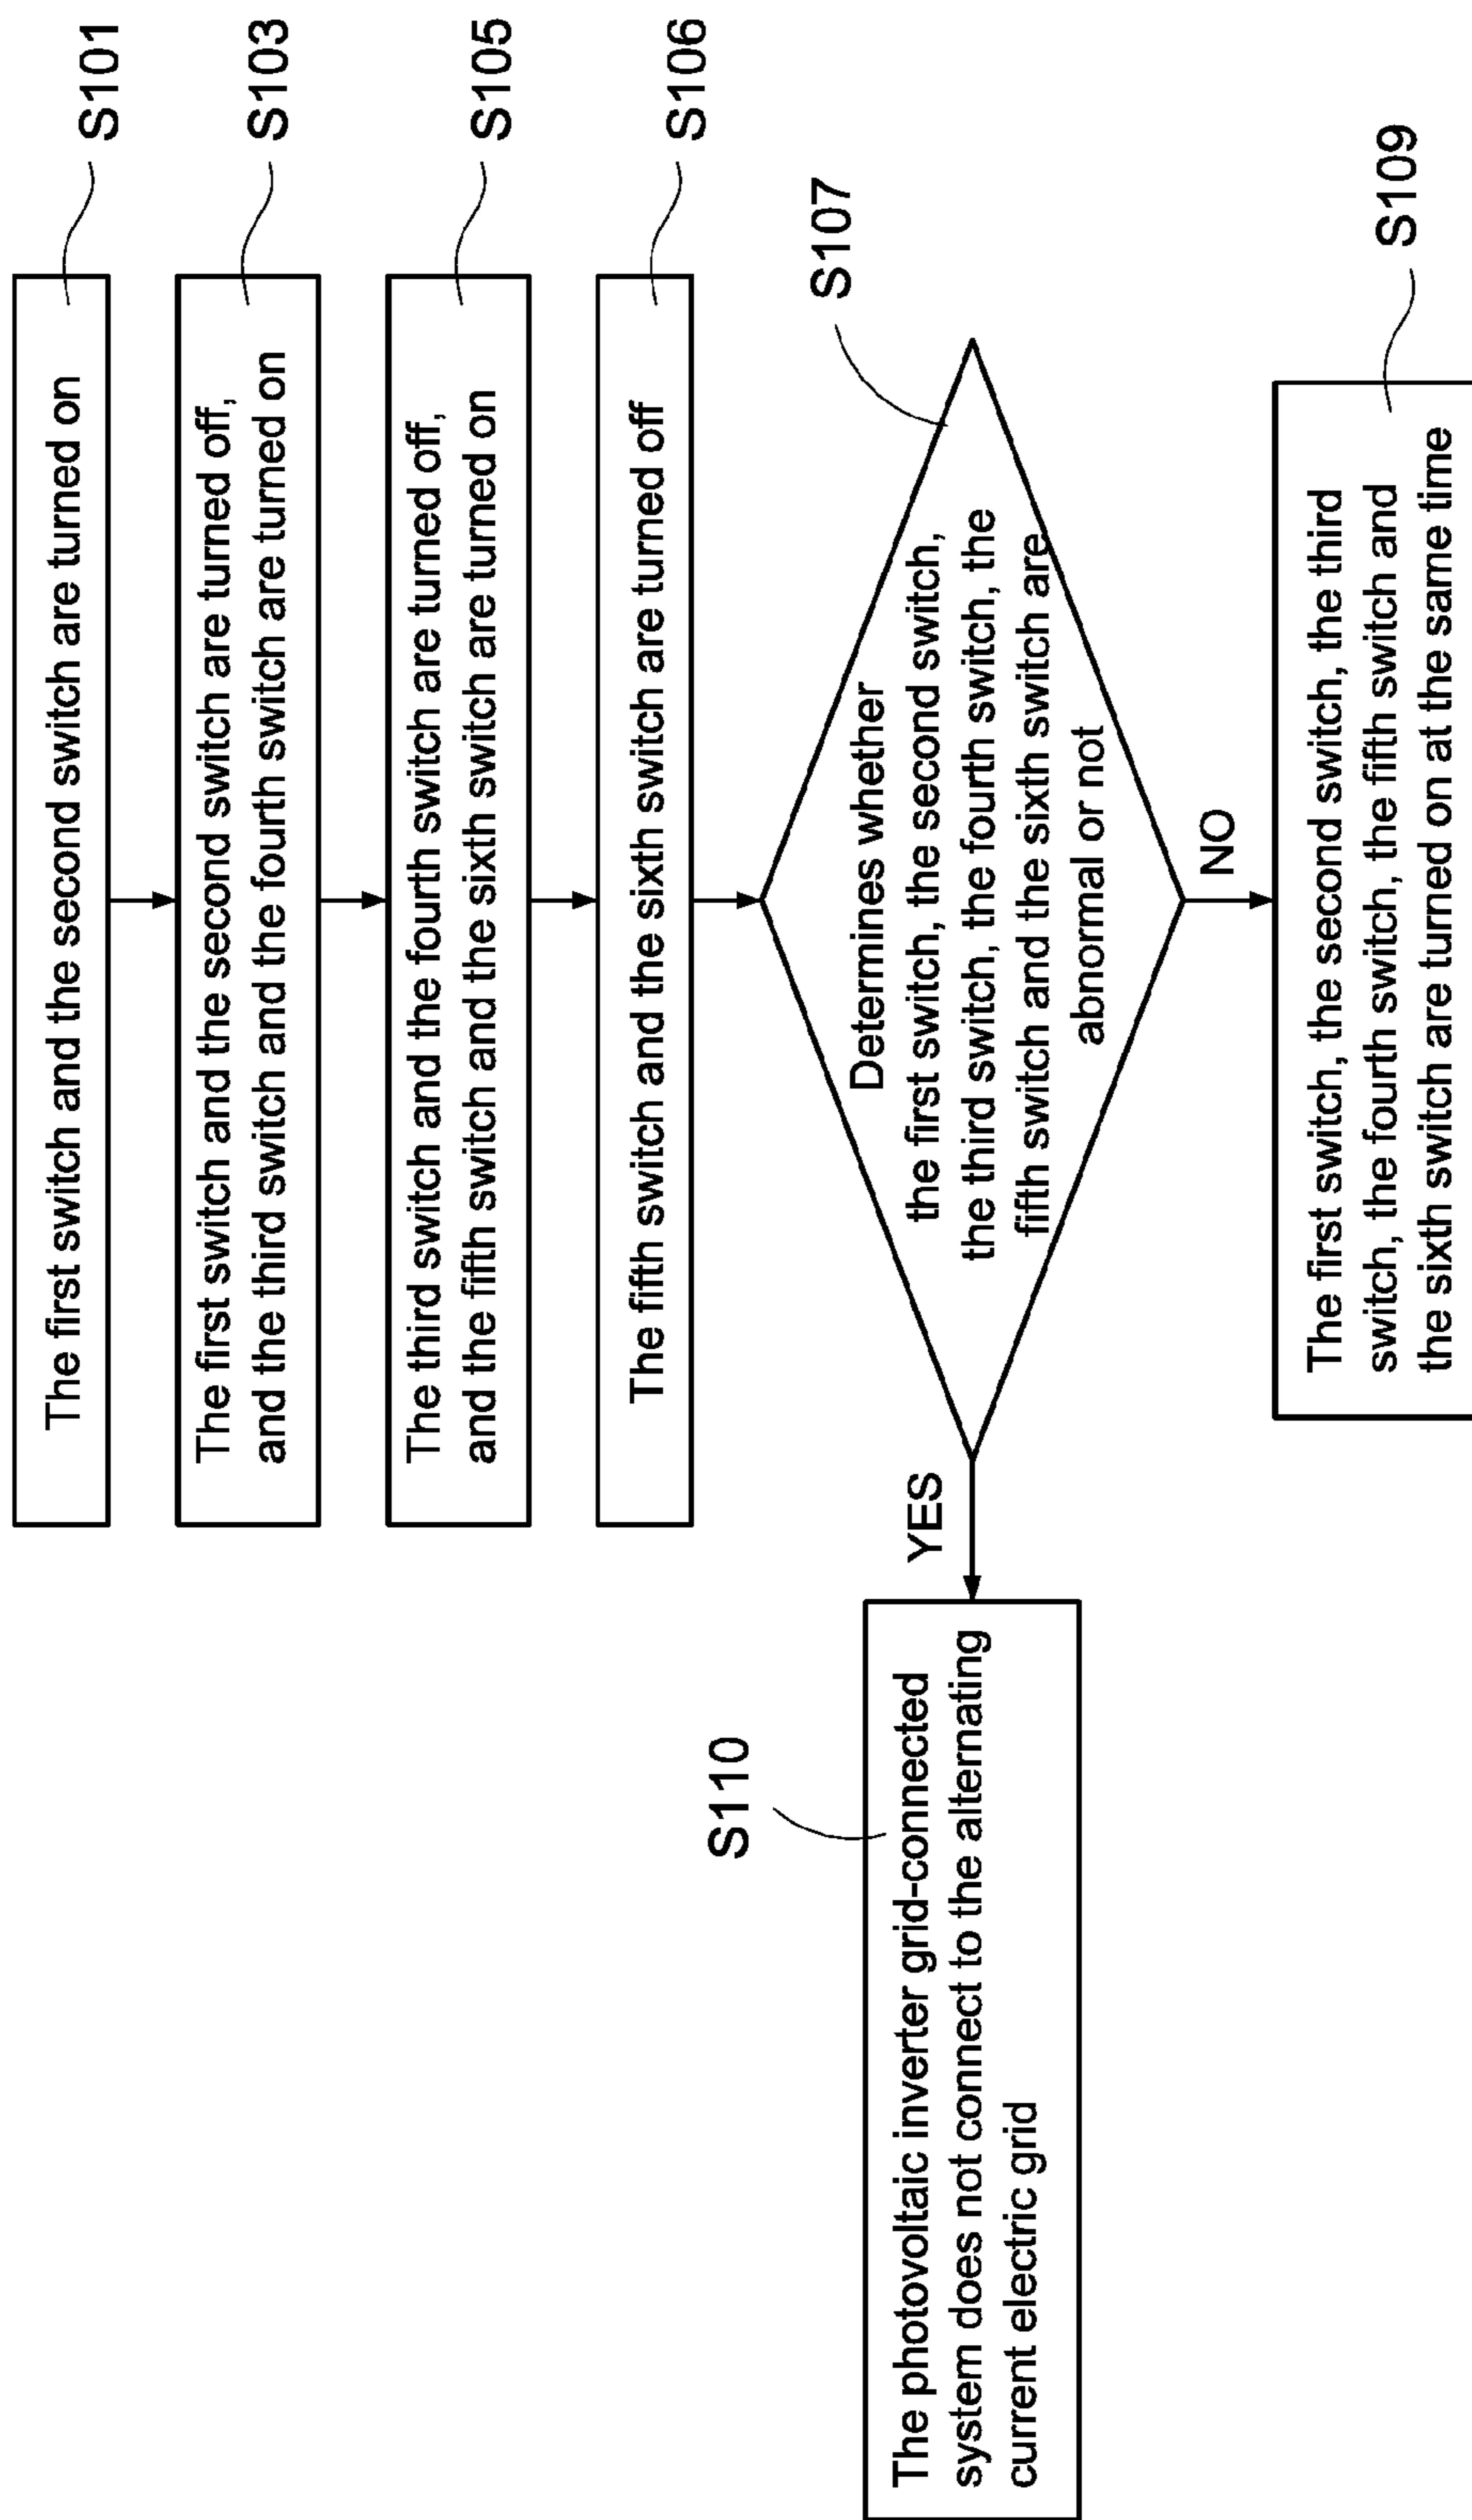 The first switch and the second switch are turned on
S101
The first switch and the second switch are turned off,
and the third switch and the fourth switch are turned on
S103
The third switch and the fourth switch are turned off,
and the fifth switch and the sixth switch are turned on
S105
The fifth switch and the sixth switch are turned off
S106
Determines whether
the first switch, the second switch,
the third switch, the fourth switch, the
fifth switch and the sixth switch are
abnormal or not
S107
YES
S110
The photovoltaic inverter grid-connected
system does not connect to the alternating
current electric grid
NO
The first switch, the second switch, the third
switch, the fourth switch, the fifth switch and
the sixth switch are turned on at the same time
S109